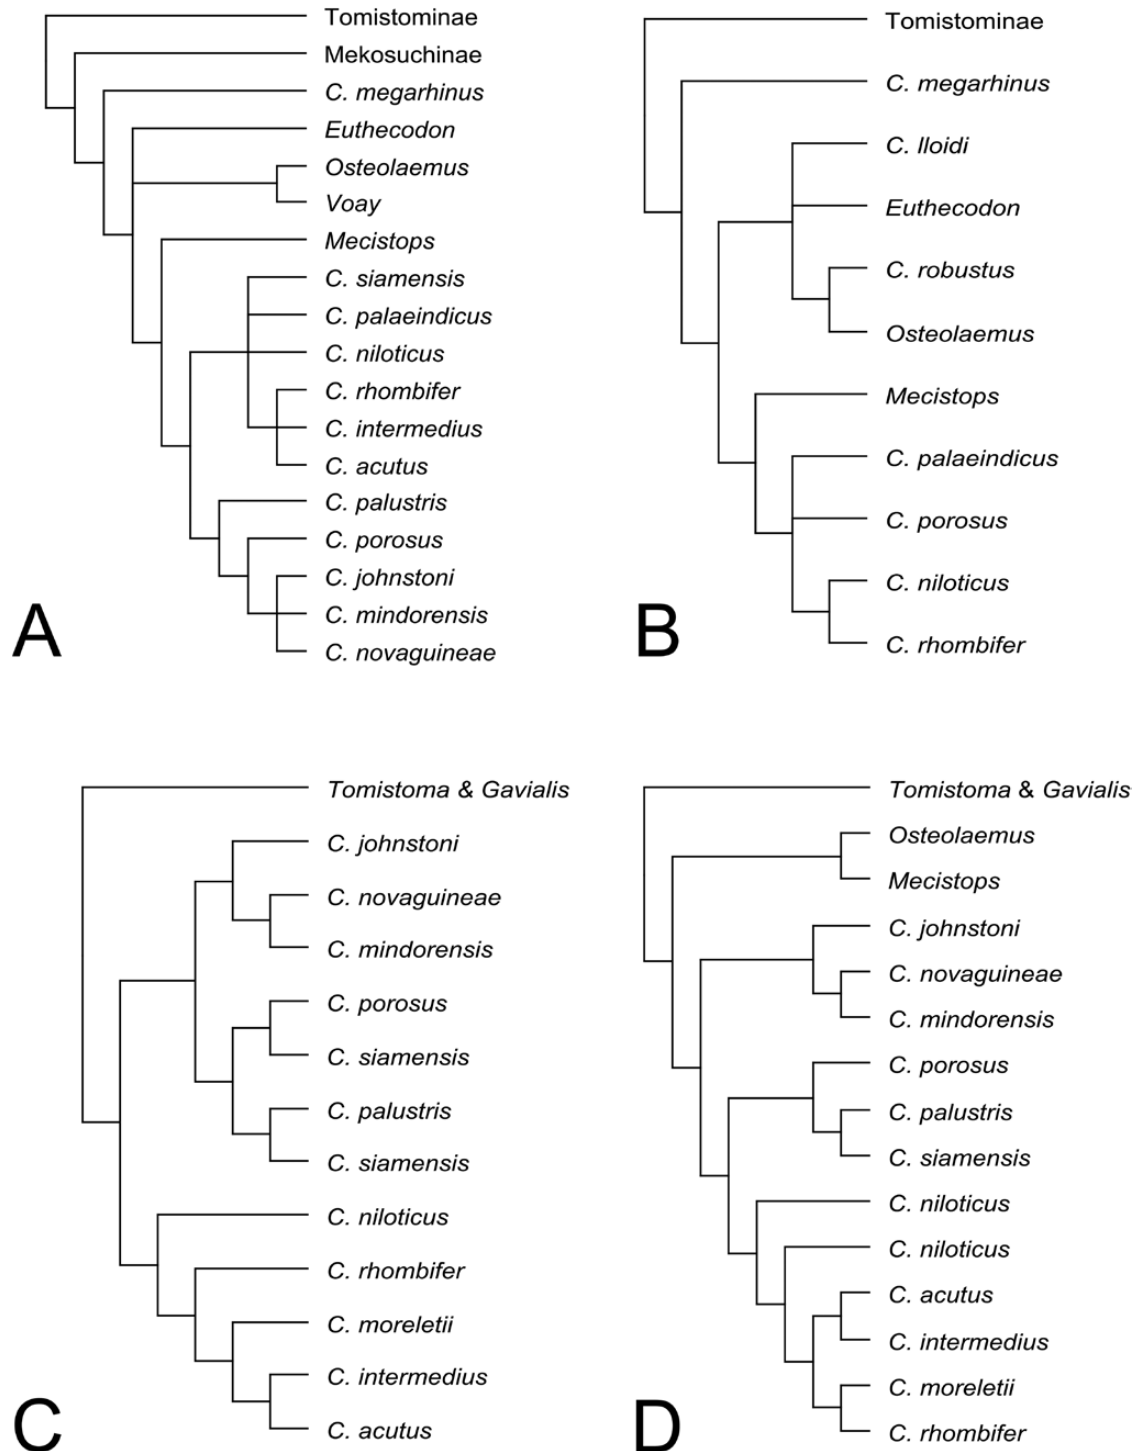 Tomistominae
Mekosuchinae
C. megarhinus
Euthecodon
Osteolaemus
Voay
Mecistops
C. siamensis
C. palaeindicus
C. niloticus
C. rhombifer
C. intermedius
C. acutus
C. palustris
C. porosus
C. johnstoni
C. mindorensis
C. novaguineae
A
Tomistominae
C. megarhinus
C. lloidi
Euthecodon
C. robustus
Osteolaemus
Mecistops
C. palaeindicus
C. porosus
C. niloticus
C. rhombifer
B
Tomistoma & Gavialis
C. johnstoni
C. novaguineae
C. mindorensis
C. porosus
C. siamensis
C. palustris
C. siamensis
C. niloticus
C. rhombifer
C. moreletii
C. intermedius
C. acutus
C
Tomistoma & Gavialis
Osteolaemus
Mecistops
C. johnstoni
C. novaguineae
C. mindorensis
C. porosus
C. palustris
C. siamensis
C. niloticus
C. niloticus
C. acutus
C. intermedius
C. moreletii
C. rhombifer
D